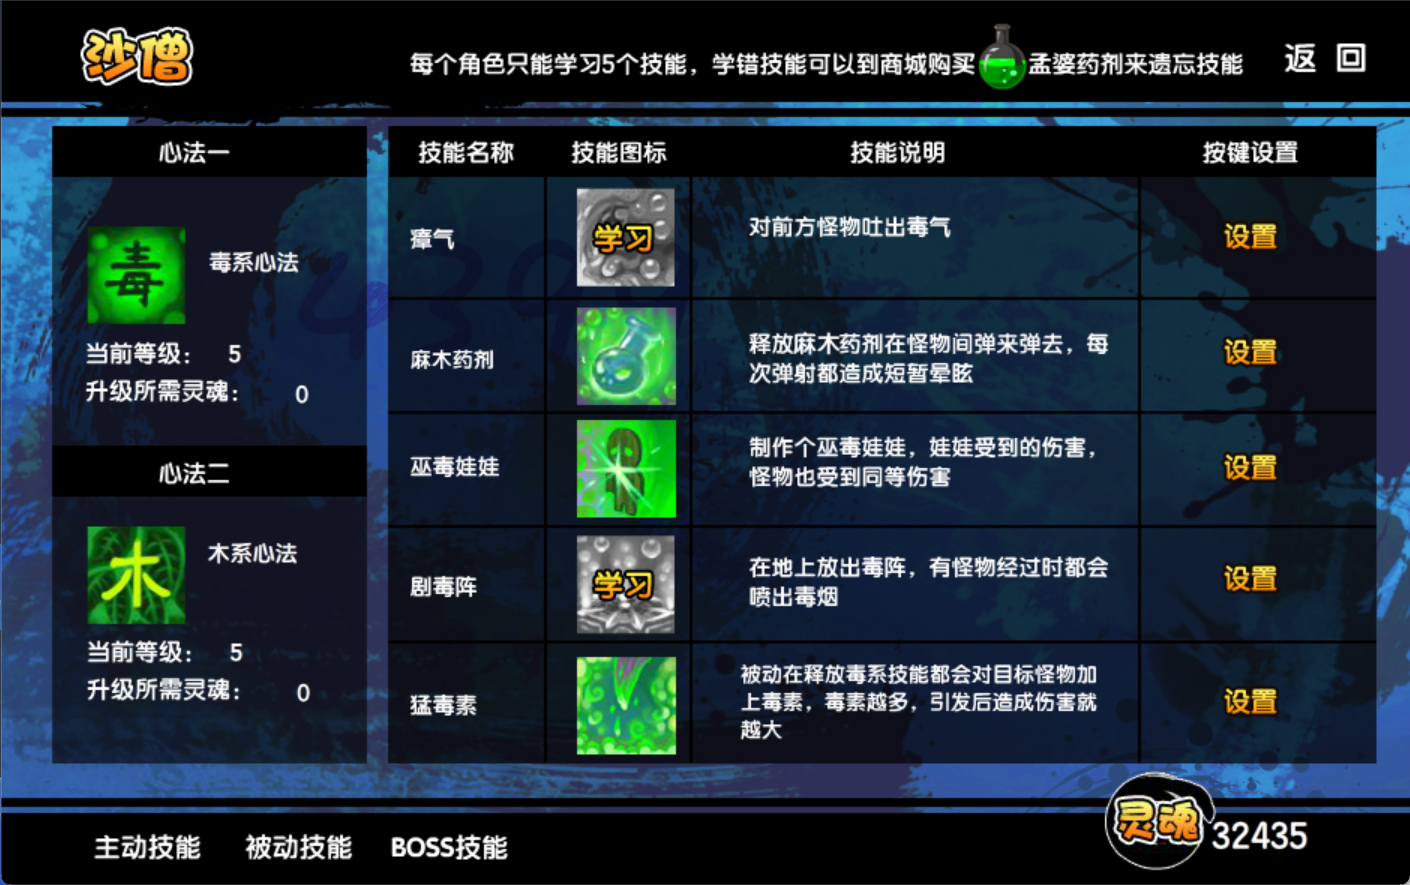 沙僧
每个角色只能学习5个技能，学错技能可以到商城购买孟婆药剂来遗忘技能
返 回
心法一
毒
毒系心法
当前等级： 5
升级所需灵魂： 0
心法二
木
木系心法
当前等级： 5
升级所需灵魂： 0
技能名称 技能图标 技能说明 按键设置
瘴气
学习
对前方怪物吐出毒气
设置
麻木药剂
释放麻木药剂在怪物间弹来弹去，每
次弹射都造成短暂晕眩
设置
巫毒娃娃
制作个巫毒娃娃，娃娃受到的伤害，
怪物也受到同等伤害
设置
剧毒阵
学习
在地上放出毒阵，有怪物经过时都会
喷出毒烟
设置
猛毒素
被动在释放毒系技能都会对目标怪物加
上毒素，毒素越多，引发后造成伤害就
越大
设置
主动技能 被动技能 BOSS技能
灵魂 32435